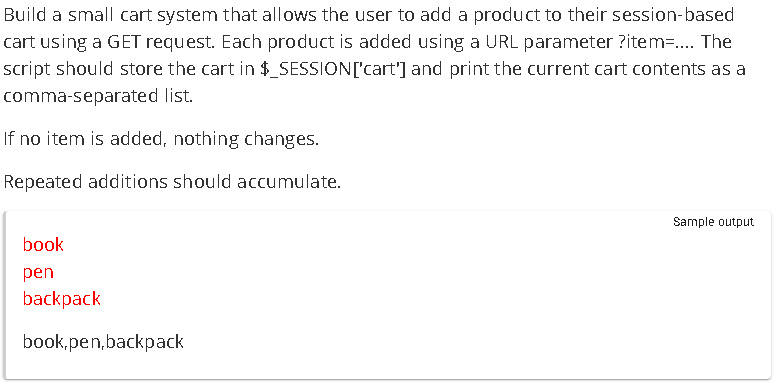 Build a small cart system that allows the user to add a product to their session-based
cart using a GET request. Each product is added using a URL parameter ?item=.... The
script should store the cart in $_SESSION['cart'] and print the current cart contents as a
comma-separated list.
If no item is added, nothing changes.
Repeated additions should accumulate.
Sample output
book
pen
backpack
book,pen,backpack